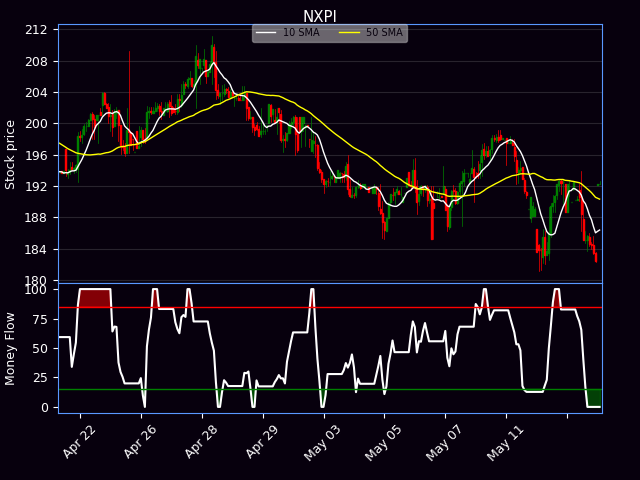 NXPI
10 SMA
50 SMA
Stock price
212
208
204
200
196
192
188
184
180
Money Flow
100
75
50
25
0
Apr 22
Apr 26
Apr 28
Apr 29
May 03
May 05
May 07
May 11